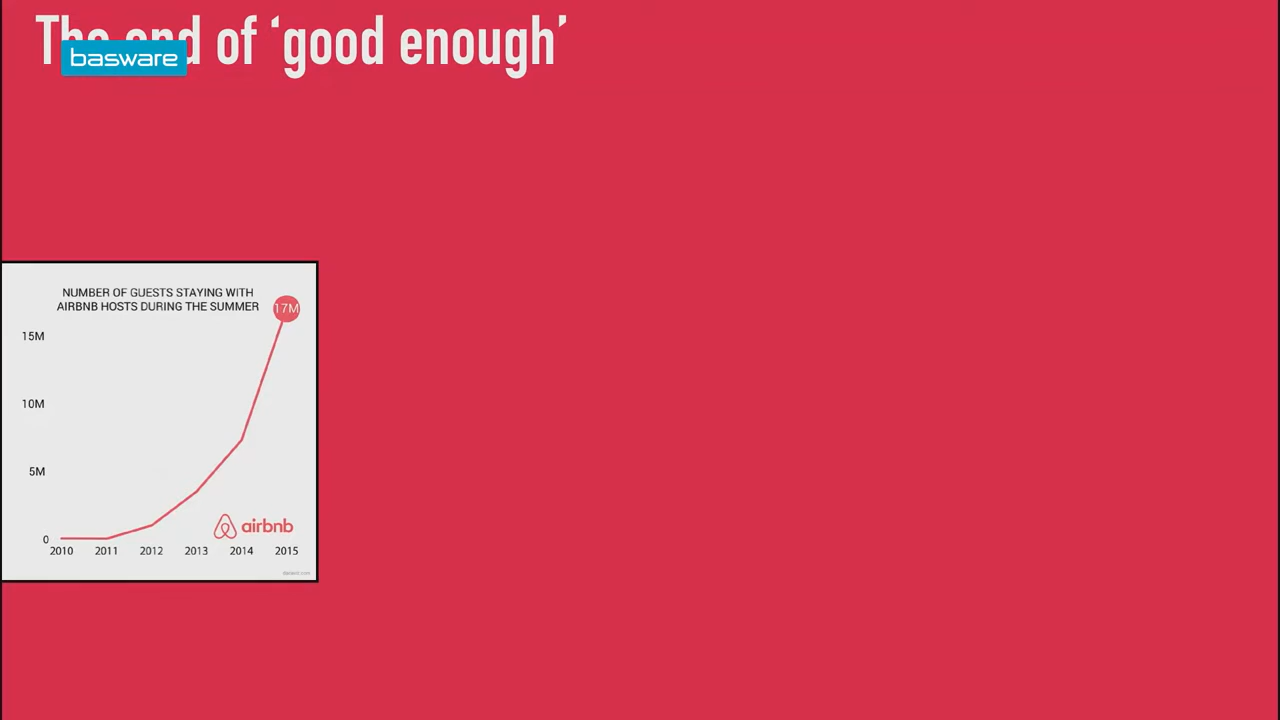 The end of ‘good enough’
basware
NUMBER OF GUESTS STAYING WITH
AIRBNB HOSTS DURING THE SUMMER
17M
15M
10M
5M
0
airbnb
2010 2011 2012 2013 2014 2015